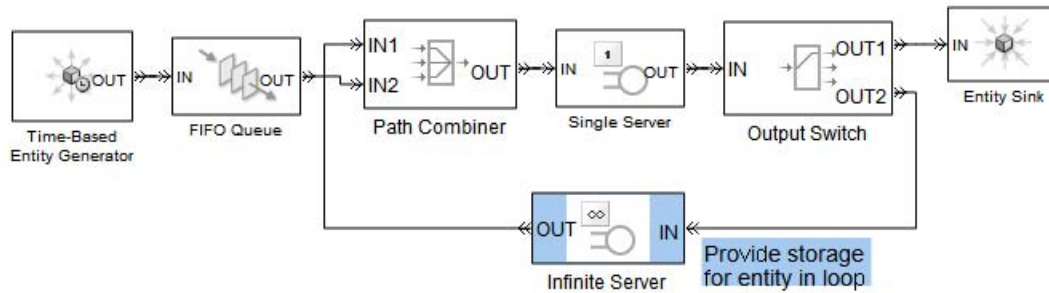 OUT
Time-Based
Entity Generator
IN
OUT
FIFO Queue
IN1
IN2
OUT
Path Combiner
IN
1
OUT
Single Server
IN
OUT1
OUT2
Output Switch
IN
Entity Sink
OUT
∞
IN
Infinite Server
Provide storage
for entity in loop